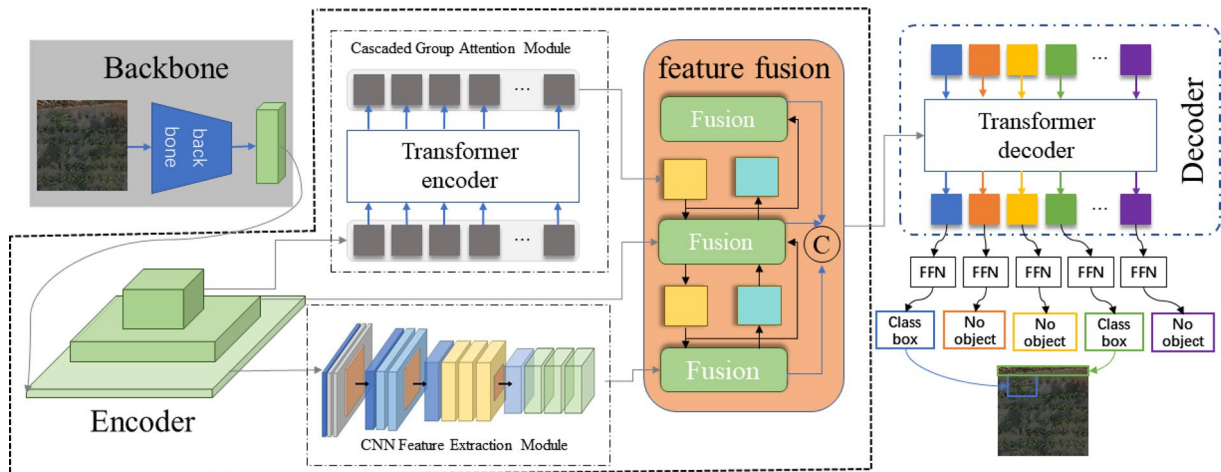 Backbone
back
bone
Encoder
Cascaded Group Attention Module
...
Transformer
encoder
...
CNN Feature Extraction Module
feature fusion
Fusion
Fusion
C
Fusion
...
Transformer
decoder
Decoder
...
FFN
FFN
FFN
FFN
FFN
Class
box
No
object
No
object
Class
box
No
object